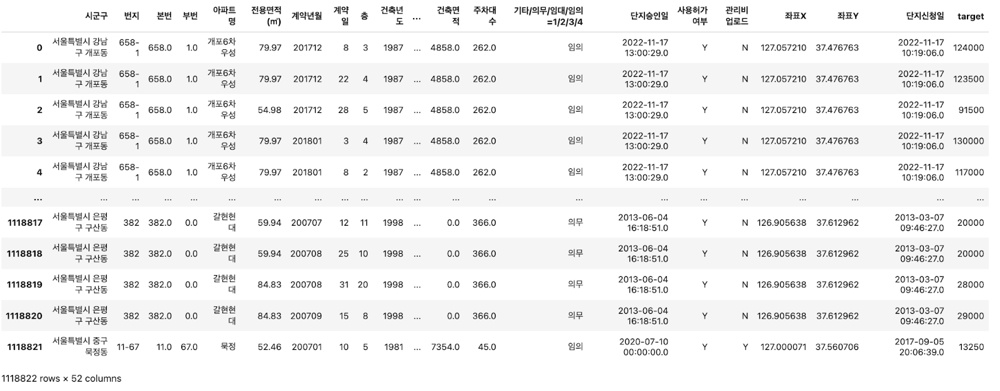 시군구 번지 본번 부번 아파트명 전용면적(㎡) 계약년월 계약일 층 건축년도 ... 건축면적 주차대수 기타/의무/임대/임의=1/2/3/4 단지승인일 사용허가여부 관리비업로드 좌표X 좌표Y 단지신청일 target
0 서울특별시 강남구 개포동 658-1 658.0 1.0 개포6차우성 79.97 201712 8 3 1987 ... 4858.0 262.0 임의 2022-11-17 13:00:29.0 Y N 127.057210 37.476763 2022-11-17 10:19:06.0 124000
1 서울특별시 강남구 개포동 658-1 658.0 1.0 개포6차우성 79.97 201712 22 4 1987 ... 4858.0 262.0 임의 2022-11-17 13:00:29.0 Y N 127.057210 37.476763 2022-11-17 10:19:06.0 123500
2 서울특별시 강남구 개포동 658-1 658.0 1.0 개포6차우성 54.98 201712 28 5 1987 ... 4858.0 262.0 임의 2022-11-17 13:00:29.0 Y N 127.057210 37.476763 2022-11-17 10:19:06.0 91500
3 서울특별시 강남구 개포동 658-1 658.0 1.0 개포6차우성 79.97 201801 3 4 1987 ... 4858.0 262.0 임의 2022-11-17 13:00:29.0 Y N 127.057210 37.476763 2022-11-17 10:19:06.0 130000
4 서울특별시 강남구 개포동 658-1 658.0 1.0 개포6차우성 79.97 201801 8 2 1987 ... 4858.0 262.0 임의 2022-11-17 13:00:29.0 Y N 127.057210 37.476763 2022-11-17 10:19:06.0 117000
... ... ... ... ... ... ... ... ... ... ... ... ... ... ... ... ... ... ... ... ... ...
1118817 서울특별시 은평구 구산동 382 382.0 0.0 갈현현대 59.94 200707 12 11 1998 ... 0.0 366.0 의무 2013-06-04 16:18:51.0 Y N 126.905638 37.612962 2013-03-07 09:46:27.0 20000
1118818 서울특별시 은평구 구산동 382 382.0 0.0 갈현현대 59.94 200708 25 10 1998 ... 0.0 366.0 의무 2013-06-04 16:18:51.0 Y N 126.905638 37.612962 2013-03-07 09:46:27.0 20000
1118819 서울특별시 은평구 구산동 382 382.0 0.0 갈현현대 84.83 200708 31 20 1998 ... 0.0 366.0 의무 2013-06-04 16:18:51.0 Y N 126.905638 37.612962 2013-03-07 09:46:27.0 28000
1118820 서울특별시 은평구 구산동 382 382.0 0.0 갈현현대 84.83 200709 15 8 1998 ... 0.0 366.0 의무 2013-06-04 16:18:51.0 Y N 126.905638 37.612962 2013-03-07 09:46:27.0 29000
1118821 서울특별시 중구 묵정동 11-67 11.0 67.0 묵정 52.46 200701 10 5 1981 ... 7354.0 45.0 임의 2020-07-10 00:00:00.0 Y Y 127.000071 37.560706 2017-09-05 20:06:39.0 13250
1118822 rows × 52 columns